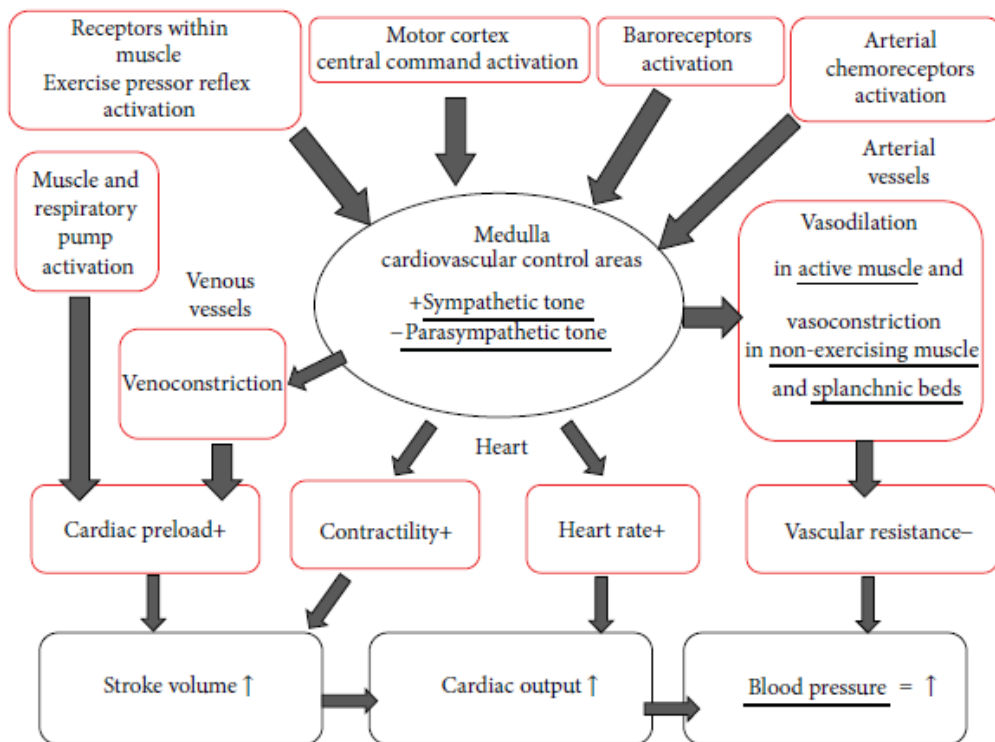 Receptors within
muscle
Exercise pressor reflex
activation
Motor cortex
central command activation
Baroreceptors
activation
Arterial
chemoreceptors
activation
Muscle and
respiratory
pump
activation
Venous
vessels
Venoconstriction
Medulla
cardiovascular control areas
+Sympathetic tone
−Parasympathetic tone
Arterial
vessels
Vasodilation
in active muscle and
vasoconstriction
in non-exercising muscle
and splanchnic beds
Heart
Cardiac preload+
Contractility+
Heart rate+
Vascular resistance−
Stroke volume ↑
Cardiac output ↑
Blood pressure = ↑